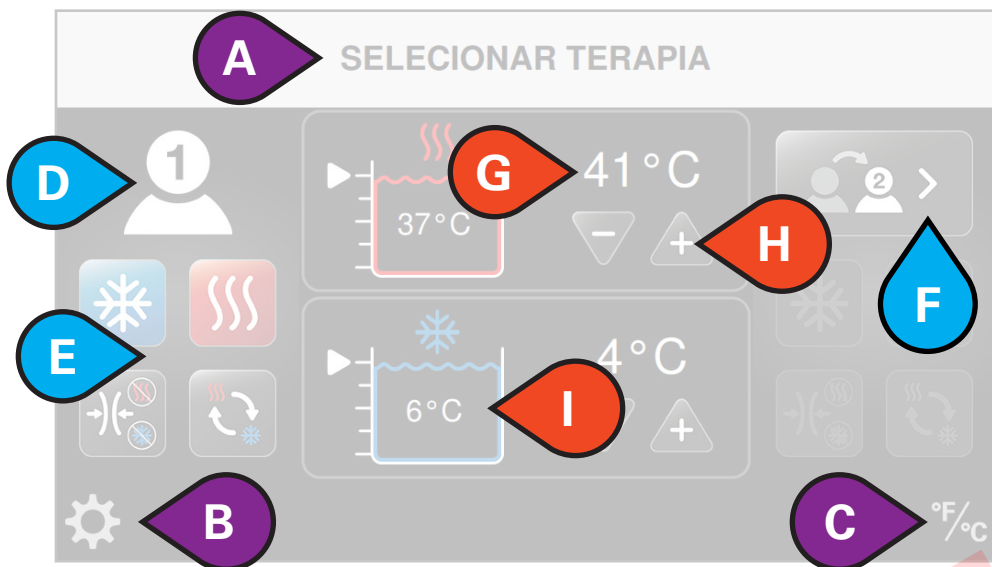 A SELECIONAR TERAPIA
D 1 G 41°C 2
37°C H
F
E
4°C
6°C I
B C °F/°C